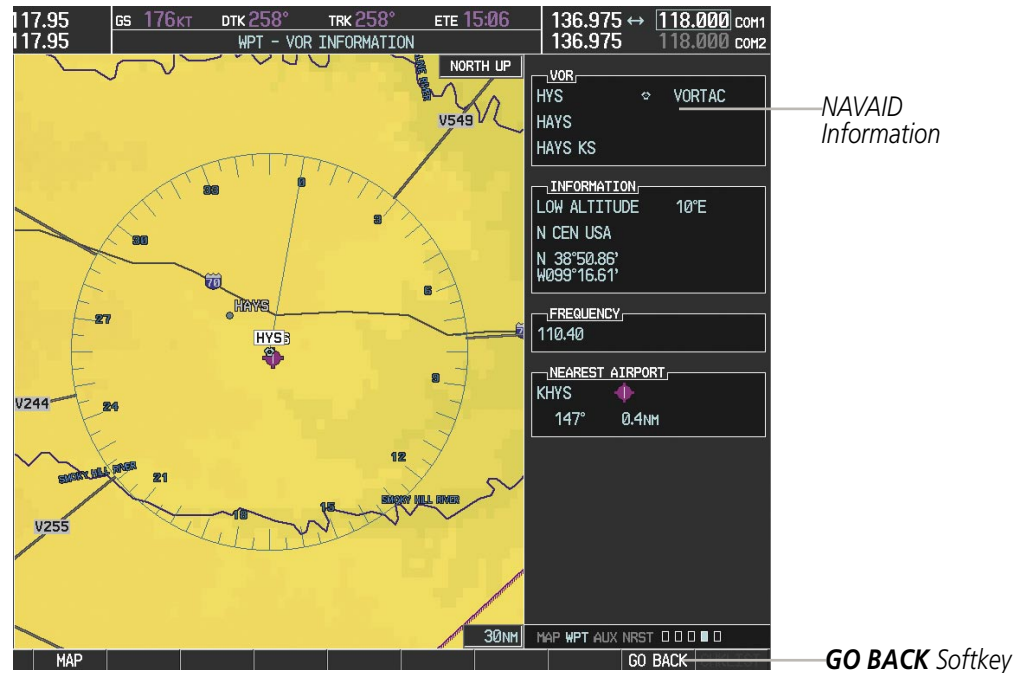 117.95
117.95
GS 176KT DTK 258° TRK 258° ETE 15:06
WPT - VOR INFORMATION
136.975 ↔ 118.000 COM1
136.975 118.000 COM2
NORTH UP
V549
33
0
3
30
70
6
HAYS
27
HYS
9
V244
24
12
SMOKY HILL RIVER
21
SMOKY HILL RIVER
15
18
V255
30NM
VOR
HYS VORTAC
HAYS
HAYS KS
INFORMATION
LOW ALTITUDE 10°E
N CEN USA
N 38°50.86'
W099°16.61'
FREQUENCY
110.40
NEAREST AIRPORT
KHYS
147° 0.4NM
MAP WPT AUX NRST
MAP
GO BACK
NAVAID
Information
GO BACK Softkey